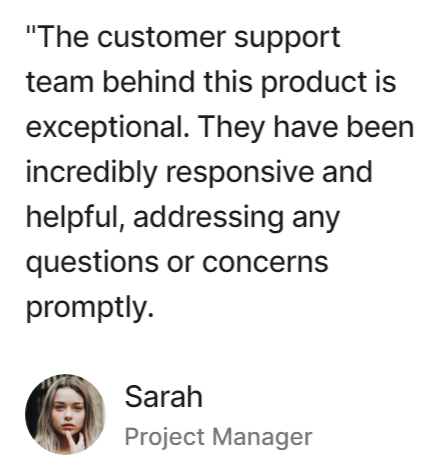 "The customer support
team behind this product is
exceptional. They have been
incredibly responsive and
helpful, addressing any
questions or concerns
promptly.
Sarah
Project Manager